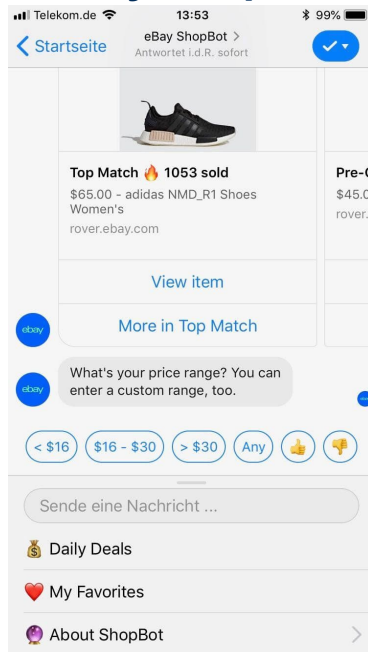 Telekom.de 13:53 99%
Startseite
eBay ShopBot >
Antwortet i.d.R. sofort
Top Match 🔥 1053 sold
$65.00 - adidas NMD_R1 Shoes
Women's
rover.ebay.com
View item
More in Top Match
$45.0
rover.
ebay
What's your price range? You can
enter a custom range, too.
ebay
< $16 $16 - $30 > $30 Any 👍 👎
Sende eine Nachricht ...
💰 Daily Deals
❤️ My Favorites
🔮 About ShopBot